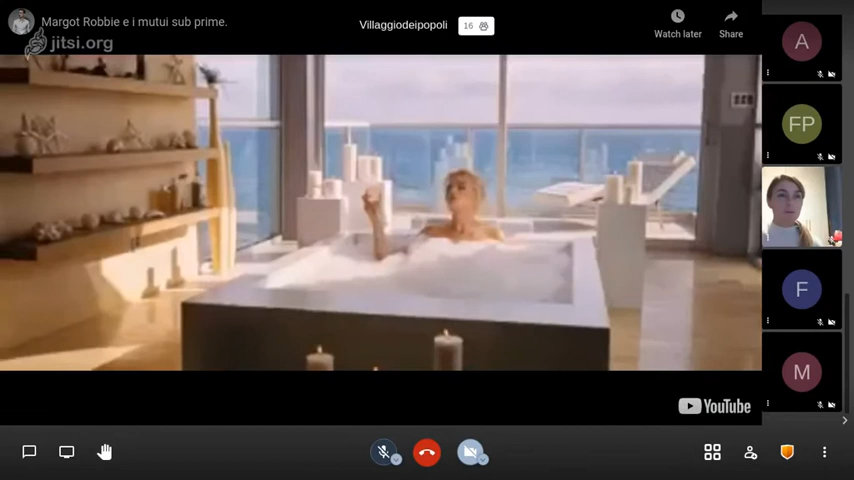 Margot Robbie e i mutui sub prime.
jitsi.org
Villaggiodeipopoli
16
Watch later
Share
A
FP
F
M
YouTube